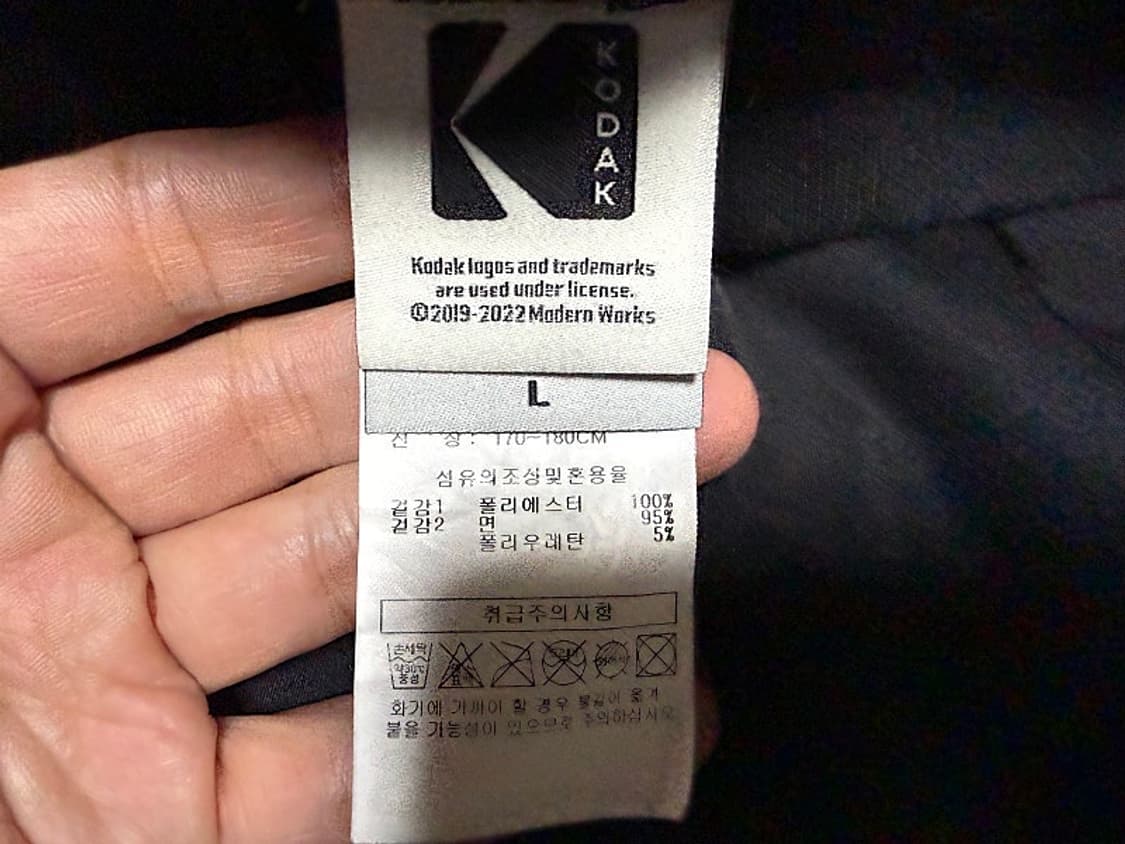 KODAK
Kodak logos and trademarks
are used under license.
©2019-2022 Modern Works
L
신 장 : 170~180CM
섬유의조성및혼용율
겉감1 폴리에스터 100%
겉감2 면 95%
폴리우레탄 5%
취급주의사항
손세탁
약30℃
중성
화기에 가까이 할 경우 불길이 옮겨
붙을 가능성이 있으므로 주의하십시오